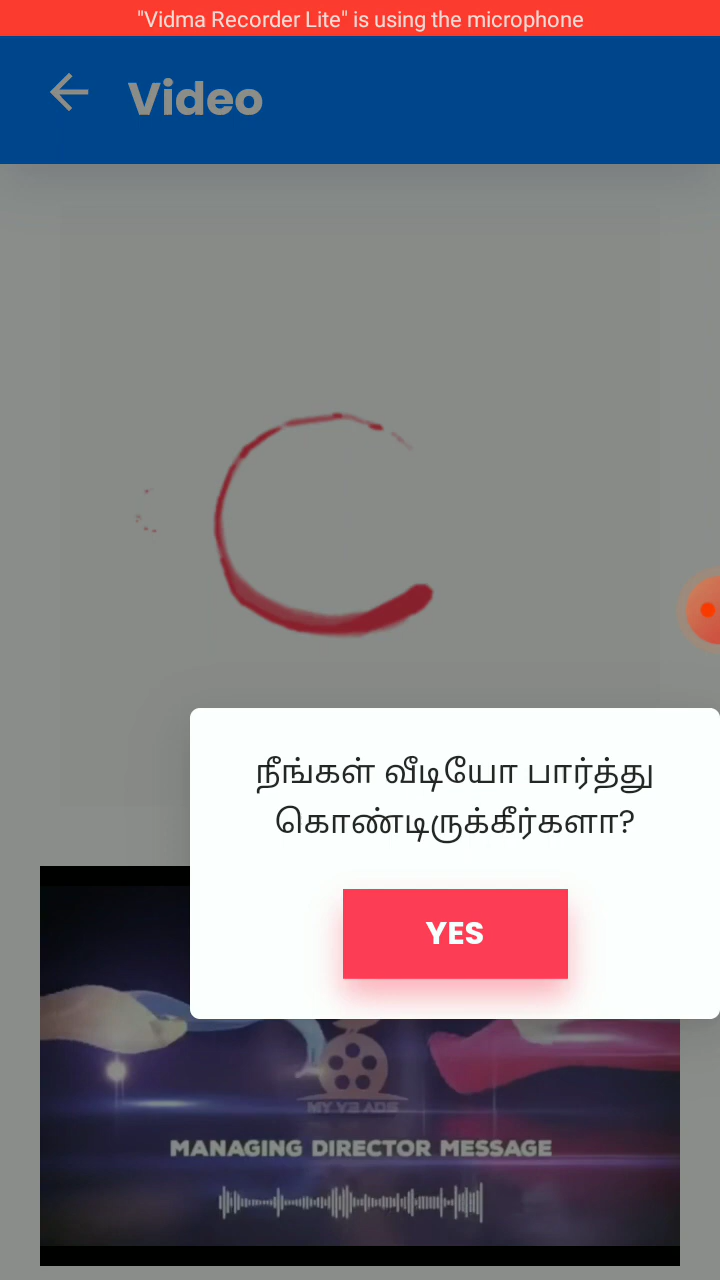 "Vidma Recorder Lite" is using the microphone
Video
நீங்கள் வீடியோ பார்த்து
கொண்டிருக்கீர்களா?
YES
MY V3 ADS
MANAGING DIRECTOR MESSAGE